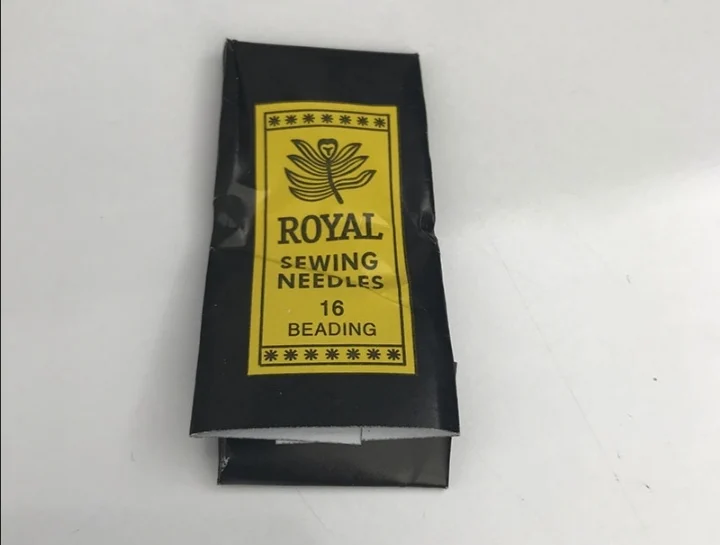 ROYAL
SEWING
NEEDLES
16
BEADING